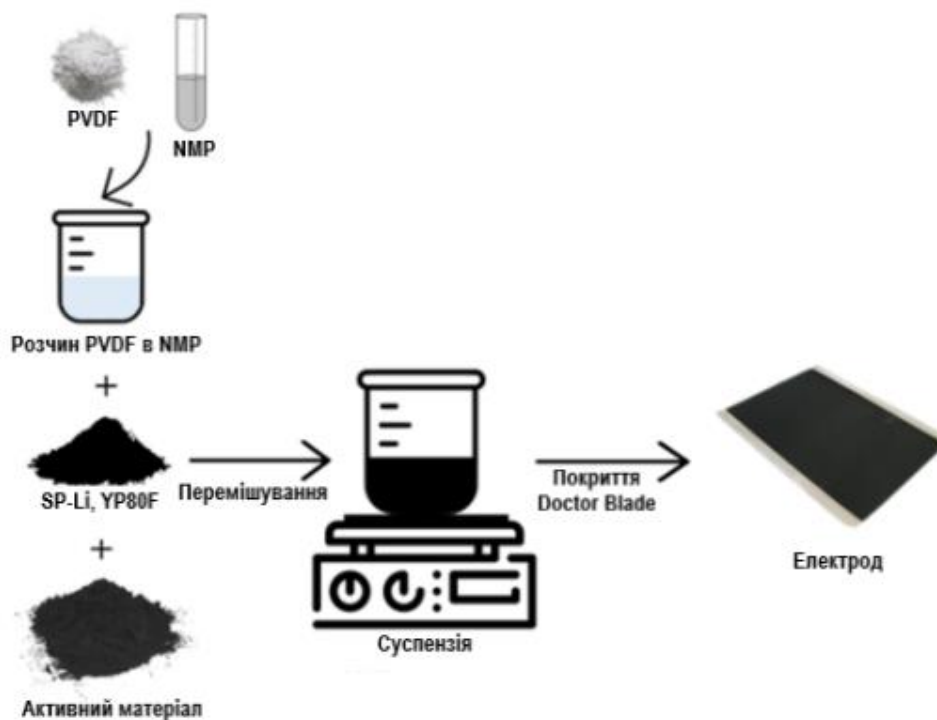 PVDF
NMP
Розчин PVDF в NMP
+
SP-Li, YP80F
+
Активний матеріал
Перемішування
Суспензія
Покриття
Doctor Blade
Електрод